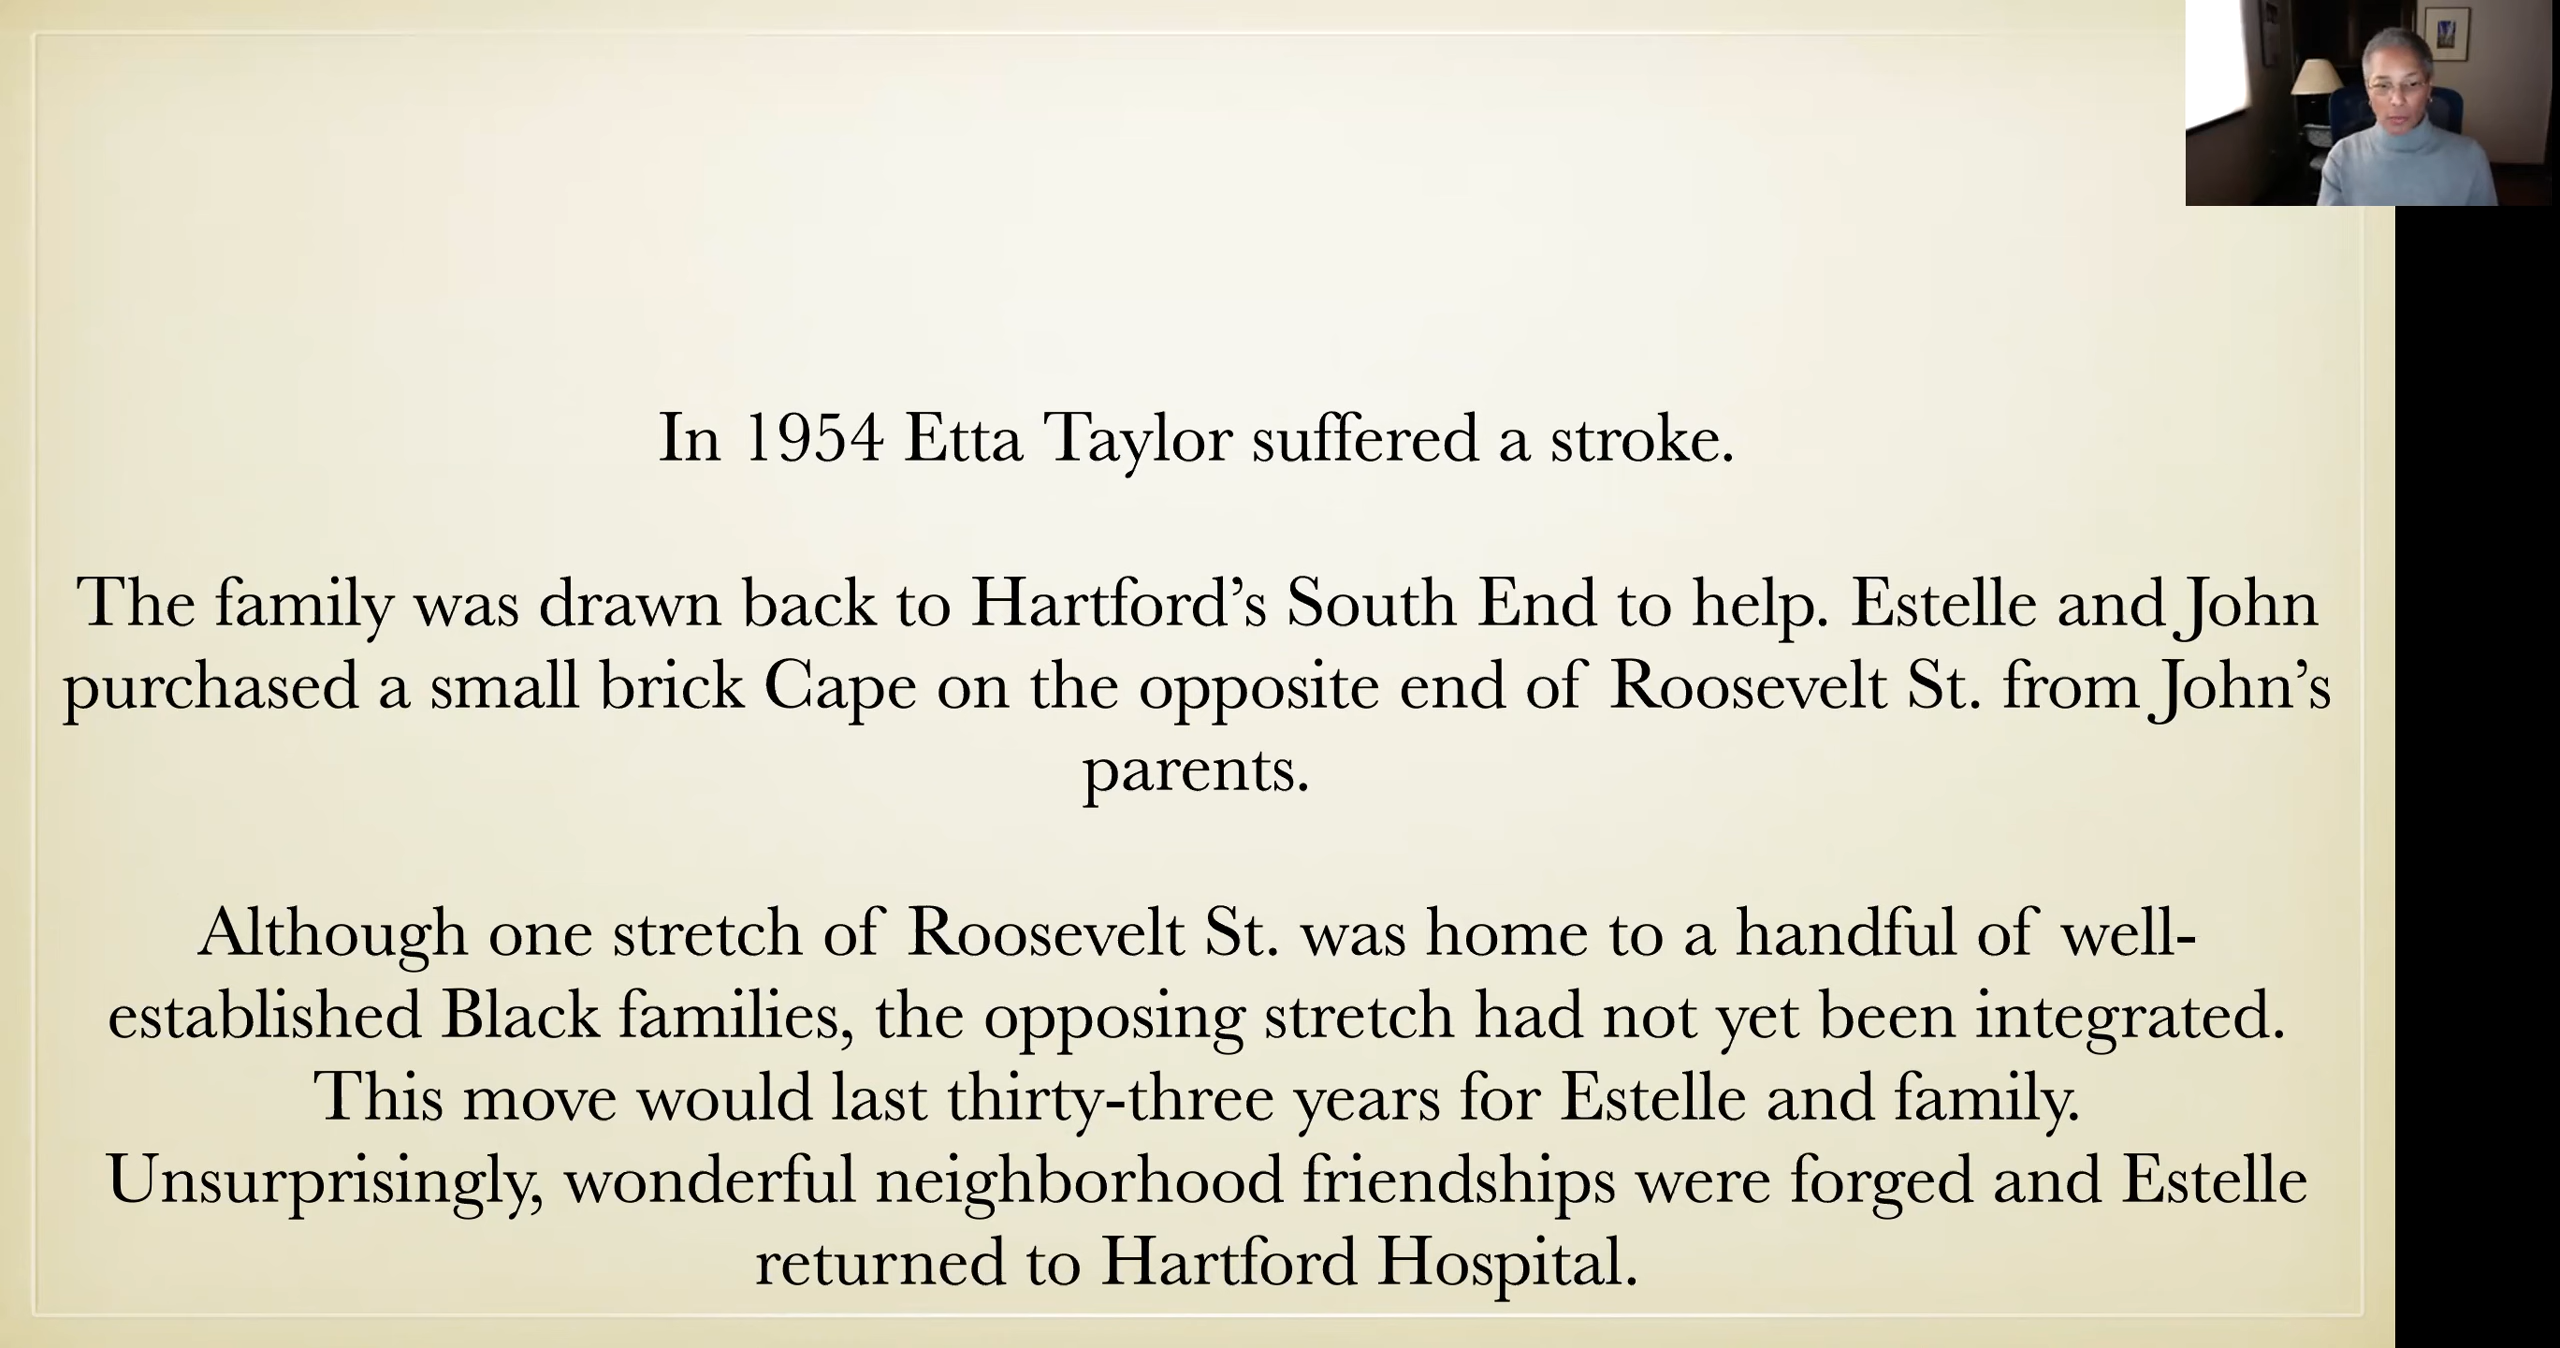 In 1954 Etta Taylor suffered a stroke.
The family was drawn back to Hartford’s South End to help. Estelle and John
purchased a small brick Cape on the opposite end of Roosevelt St. from John’s
parents.
Although one stretch of Roosevelt St. was home to a handful of well-
established Black families, the opposing stretch had not yet been integrated.
This move would last thirty-three years for Estelle and family.
Unsurprisingly, wonderful neighborhood friendships were forged and Estelle
returned to Hartford Hospital.